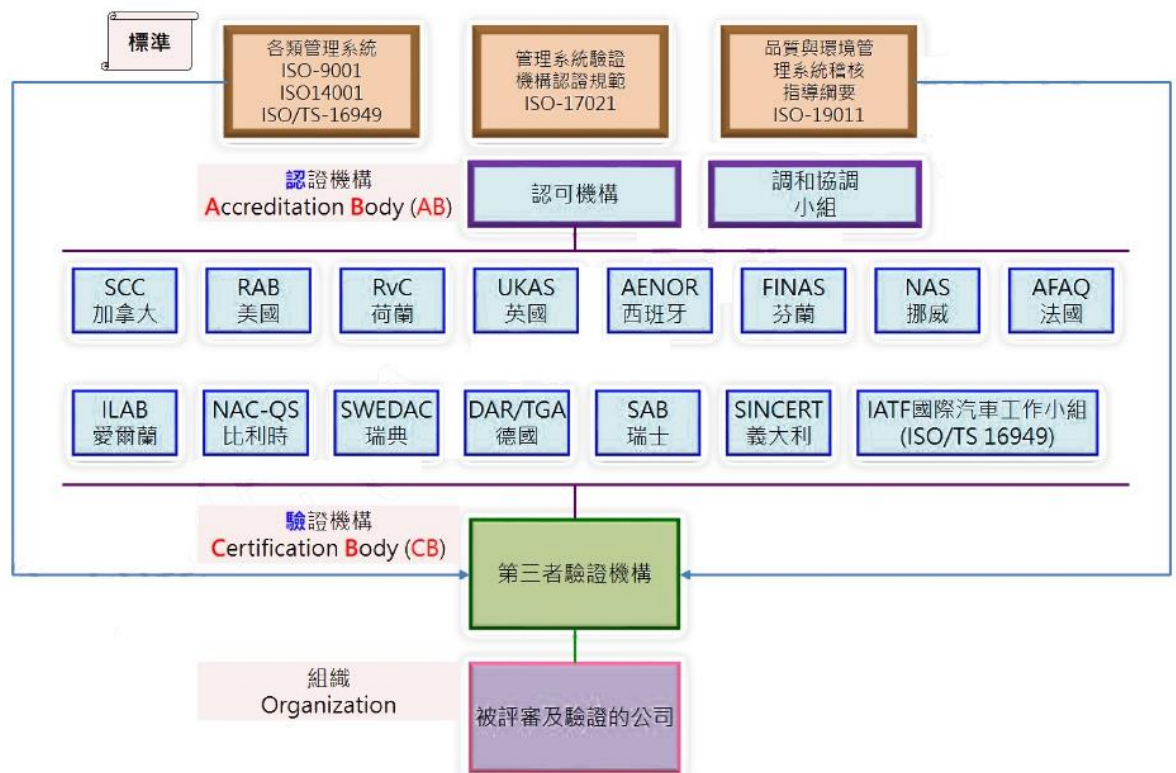 標準
各類管理系統
ISO-9001
ISO14001
ISO/TS-16949
管理系統驗證
機構認證規範
ISO-17021
品質與環境管
理系統稽核
指導綱要
ISO-19011
認證機構
Accreditation Body (AB)
認可機構
調和協調
小組
SCC
加拿大
RAB
美國
RvC
荷蘭
UKAS
英國
AENOR
西班牙
FINAS
芬蘭
NAS
挪威
AFAQ
法國
ILAB
愛爾蘭
NAC-QS
比利時
SWEDAC
瑞典
DAR/TGA
德國
SAB
瑞士
SINCERT
義大利
IATF國際汽車工作小組
(ISO/TS 16949)
驗證機構
Certification Body (CB)
第三者驗證機構
組織
Organization
被評審及驗證的公司